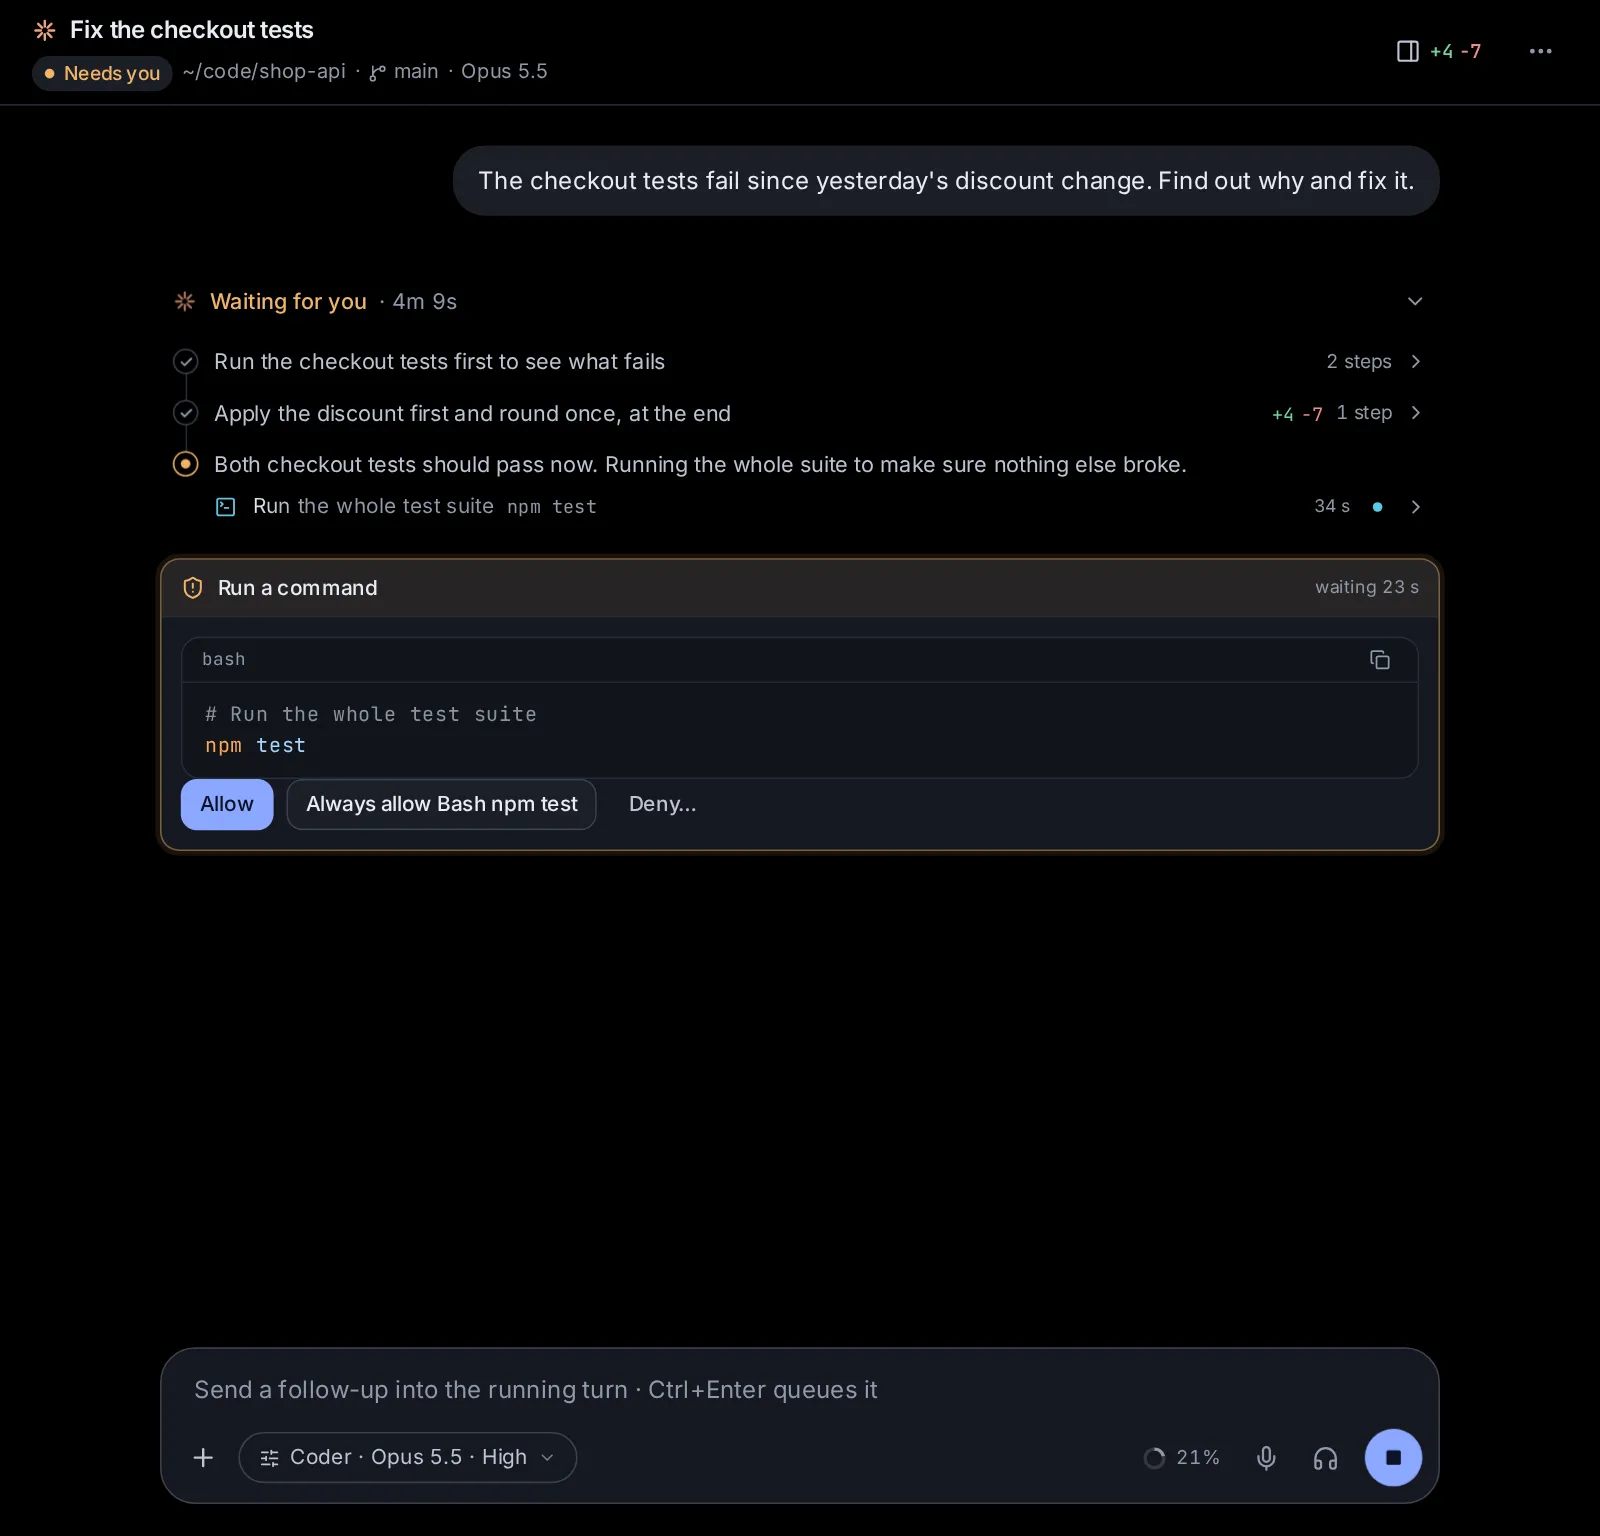 Fix the checkout tests
Needs you ~/code/shop-api · main · Opus 5.5
+4 -7
The checkout tests fail since yesterday's discount change. Find out why and fix it.
Waiting for you · 4m 9s
Run the checkout tests first to see what fails 2 steps
Apply the discount first and round once, at the end +4 -7 1 step
Both checkout tests should pass now. Running the whole suite to make sure nothing else broke.
Run the whole test suite npm test 34 s
Run a command waiting 23 s
bash
# Run the whole test suite
npm test
Allow Always allow Bash npm test Deny...
Send a follow-up into the running turn · Ctrl+Enter queues it
Coder · Opus 5.5 · High 21%